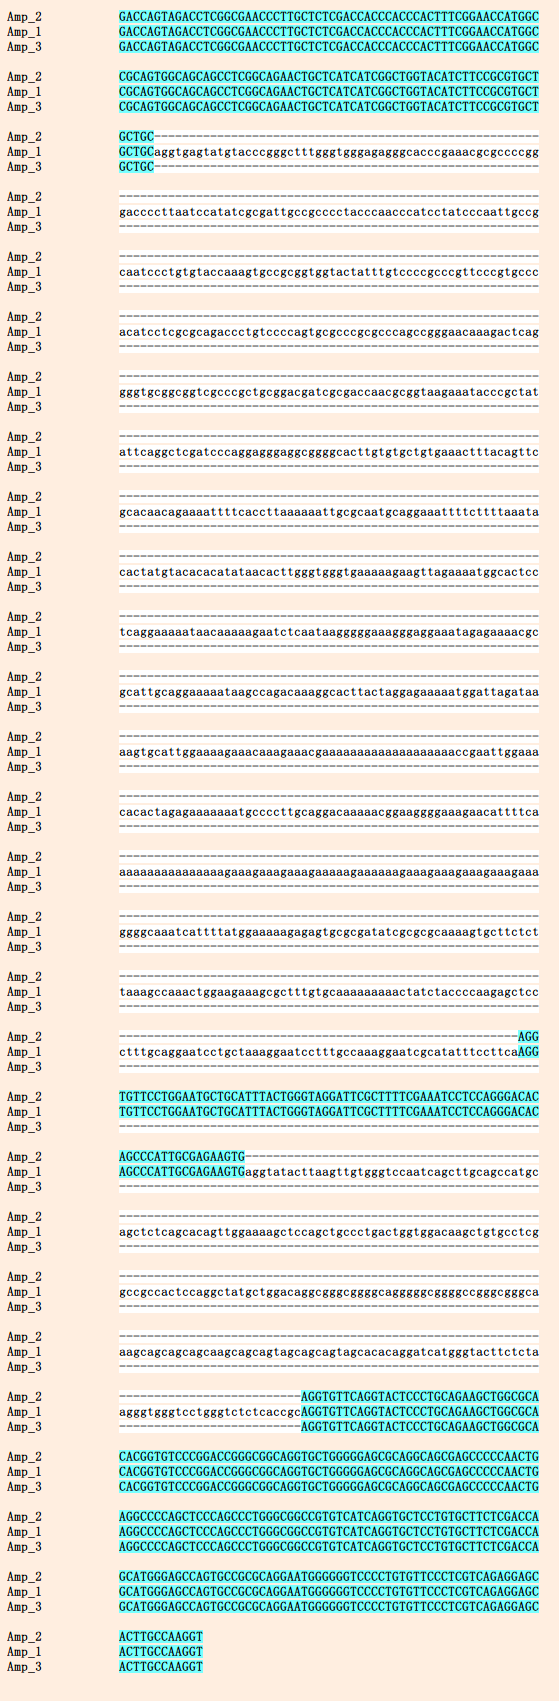 Amp_2 GACCAGTAGACCTCGGCGAACCCTTGCTCTCGACCACCCACCCACTTTCGGAACCATGGC
Amp_1 GACCAGTAGACCTCGGCGAACCCTTGCTCTCGACCACCCACCCACTTTCGGAACCATGGC
Amp_3 GACCAGTAGACCTCGGCGAACCCTTGCTCTCGACCACCCACCCACTTTCGGAACCATGGC
Amp_2 CGCAGTGGCAGCAGCCTCGGCAGAACTGCTCATCATCGGCTGGTACATCTTCCGCGTGCT
Amp_1 CGCAGTGGCAGCAGCCTCGGCAGAACTGCTCATCATCGGCTGGTACATCTTCCGCGTGCT
Amp_3 CGCAGTGGCAGCAGCCTCGGCAGAACTGCTCATCATCGGCTGGTACATCTTCCGCGTGCT
Amp_2 GCTGC-------------------------------------------------------
Amp_1 GCTGCaggtgagtatgtacccgggctttgggtgggagagggcacccgaaacgcgccccgg
Amp_3 GCTGC-------------------------------------------------------
Amp_2 ------------------------------------------------------------
Amp_1 gaccccttaatccatatcgcgattgccgcccctacccaacccatcctatcccaattgccg
Amp_3 ------------------------------------------------------------
Amp_2 ------------------------------------------------------------
Amp_1 caatccctgtgtaccaaagtgccgcggtggtactatttgtccccgcccgttcccgtgccc
Amp_3 ------------------------------------------------------------
Amp_2 ------------------------------------------------------------
Amp_1 acatcctcgcgcagaccctgtccccagtgcgcccgcgcccagccgggaacaaagactcag
Amp_3 ------------------------------------------------------------
Amp_2 ------------------------------------------------------------
Amp_1 gggtgcggcggtcgcccgctgcggacgatcgcgaccaacgcggtaagaaatacccgctat
Amp_3 ------------------------------------------------------------
Amp_2 ------------------------------------------------------------
Amp_1 attcaggctcgatcccaggagggaggcggggcacttgtgtgctgtgaaactttacagttc
Amp_3 ------------------------------------------------------------
Amp_2 ------------------------------------------------------------
Amp_1 gcacaacagaaaattttcaccttaaaaaattgcgcaatgcaggaaattttcttttaaata
Amp_3 ------------------------------------------------------------
Amp_2 ------------------------------------------------------------
Amp_1 cactatgtacacacatataacacttgggtgggtgaaaaagaagttagaaaatggcactcc
Amp_3 ------------------------------------------------------------
Amp_2 ------------------------------------------------------------
Amp_1 tcaggaaaaataacaaaaagaatctcaataagggggaaagggaggaaatagagaaaacgc
Amp_3 ------------------------------------------------------------
Amp_2 ------------------------------------------------------------
Amp_1 gcattgcaggaaaaataagccagacaaaggcacttactaggagaaaaatggattagataa
Amp_3 ------------------------------------------------------------
Amp_2 ------------------------------------------------------------
Amp_1 aagtgcattggaaaagaaacaaagaaacgaaaaaaaaaaaaaaaaaaaccgaattggaaa
Amp_3 ------------------------------------------------------------
Amp_2 ------------------------------------------------------------
Amp_1 cacactagagaaaaaaatgccccttgcaggacaaaaacggaaggggaaagaacattttca
Amp_3 ------------------------------------------------------------
Amp_2 ------------------------------------------------------------
Amp_1 aaaaaaaaaaaaaaagaaagaaagaaagaaaaagaaaaaagaaagaaagaaagaaagaaa
Amp_3 ------------------------------------------------------------
Amp_2 ------------------------------------------------------------
Amp_1 ggggcaaatcattttatggaaaaagagagtgcgcgatatcgcgcgcaaaagtgcttctct
Amp_3 ------------------------------------------------------------
Amp_2 ------------------------------------------------------------
Amp_1 taaagccaaactggaagaaagcgctttgtgcaaaaaaaaactatctaccccaagagctcc
Amp_3 ------------------------------------------------------------
Amp_2 ---------------------------------------------------------AGG
Amp_1 ctttgcaggaatcctgctaaaggaatcctttgccaaaggaatcgcatatttccttcaAGG
Amp_3 ------------------------------------------------------------
Amp_2 TGTTCCTGGAATGCTGCATTTACTGGGTAGGATTCGCTTTTCGAAATCCTCCAGGGACAC
Amp_1 TGTTCCTGGAATGCTGCATTTACTGGGTAGGATTCGCTTTTCGAAATCCTCCAGGGACAC
Amp_3 ------------------------------------------------------------
Amp_2 AGCCCATTGCGAGAAGTG------------------------------------------
Amp_1 AGCCCATTGCGAGAAGTGaggtatacttaagttgtgggtccaatcagcttgcagccatgc
Amp_3 ------------------------------------------------------------
Amp_2 ------------------------------------------------------------
Amp_1 agctctcagcacagttggaaaagctccagctgccctgactggtggacaagctgtgcctcg
Amp_3 ------------------------------------------------------------
Amp_2 ------------------------------------------------------------
Amp_1 gccgccactccaggctatgctggacaggcgggcggggcagggggcggggccgggcgggca
Amp_3 ------------------------------------------------------------
Amp_2 ------------------------------------------------------------
Amp_1 aagcagcagcagcaagcagcagtagcagcagtagcacacaggatcatgggtacttctcta
Amp_3 ------------------------------------------------------------
Amp_2 --------------------------AGGTGTTCAGGTACTCCCTGCAGAAGCTGGCGCA
Amp_1 agggtgggtcctgggtctctcaccgcAGGTGTTCAGGTACTCCCTGCAGAAGCTGGCGCA
Amp_3 --------------------------AGGTGTTCAGGTACTCCCTGCAGAAGCTGGCGCA
Amp_2 CACGGTGTCCCGGACCGGGCGGCAGGTGCTGGGGGAGCGCAGGCAGCGAGCCCCCAACTG
Amp_1 CACGGTGTCCCGGACCGGGCGGCAGGTGCTGGGGGAGCGCAGGCAGCGAGCCCCCAACTG
Amp_3 CACGGTGTCCCGGACCGGGCGGCAGGTGCTGGGGGAGCGCAGGCAGCGAGCCCCCAACTG
Amp_2 AGGCCCCAGCTCCCAGCCCTGGGCGGCCGTGTCATCAGGTGCTCCTGTGCTTCTCGACCA
Amp_1 AGGCCCCAGCTCCCAGCCCTGGGCGGCCGTGTCATCAGGTGCTCCTGTGCTTCTCGACCA
Amp_3 AGGCCCCAGCTCCCAGCCCTGGGCGGCCGTGTCATCAGGTGCTCCTGTGCTTCTCGACCA
Amp_2 GCATGGGAGCCAGTGCCGCGCAGGAATGGGGGGTCCCCTGTGTTCCCTCGTCAGAGGAGC
Amp_1 GCATGGGAGCCAGTGCCGCGCAGGAATGGGGGGTCCCCTGTGTTCCCTCGTCAGAGGAGC
Amp_3 GCATGGGAGCCAGTGCCGCGCAGGAATGGGGGGTCCCCTGTGTTCCCTCGTCAGAGGAGC
Amp_2 ACTTGCCAAGGT
Amp_1 ACTTGCCAAGGT
Amp_3 ACTTGCCAAGGT